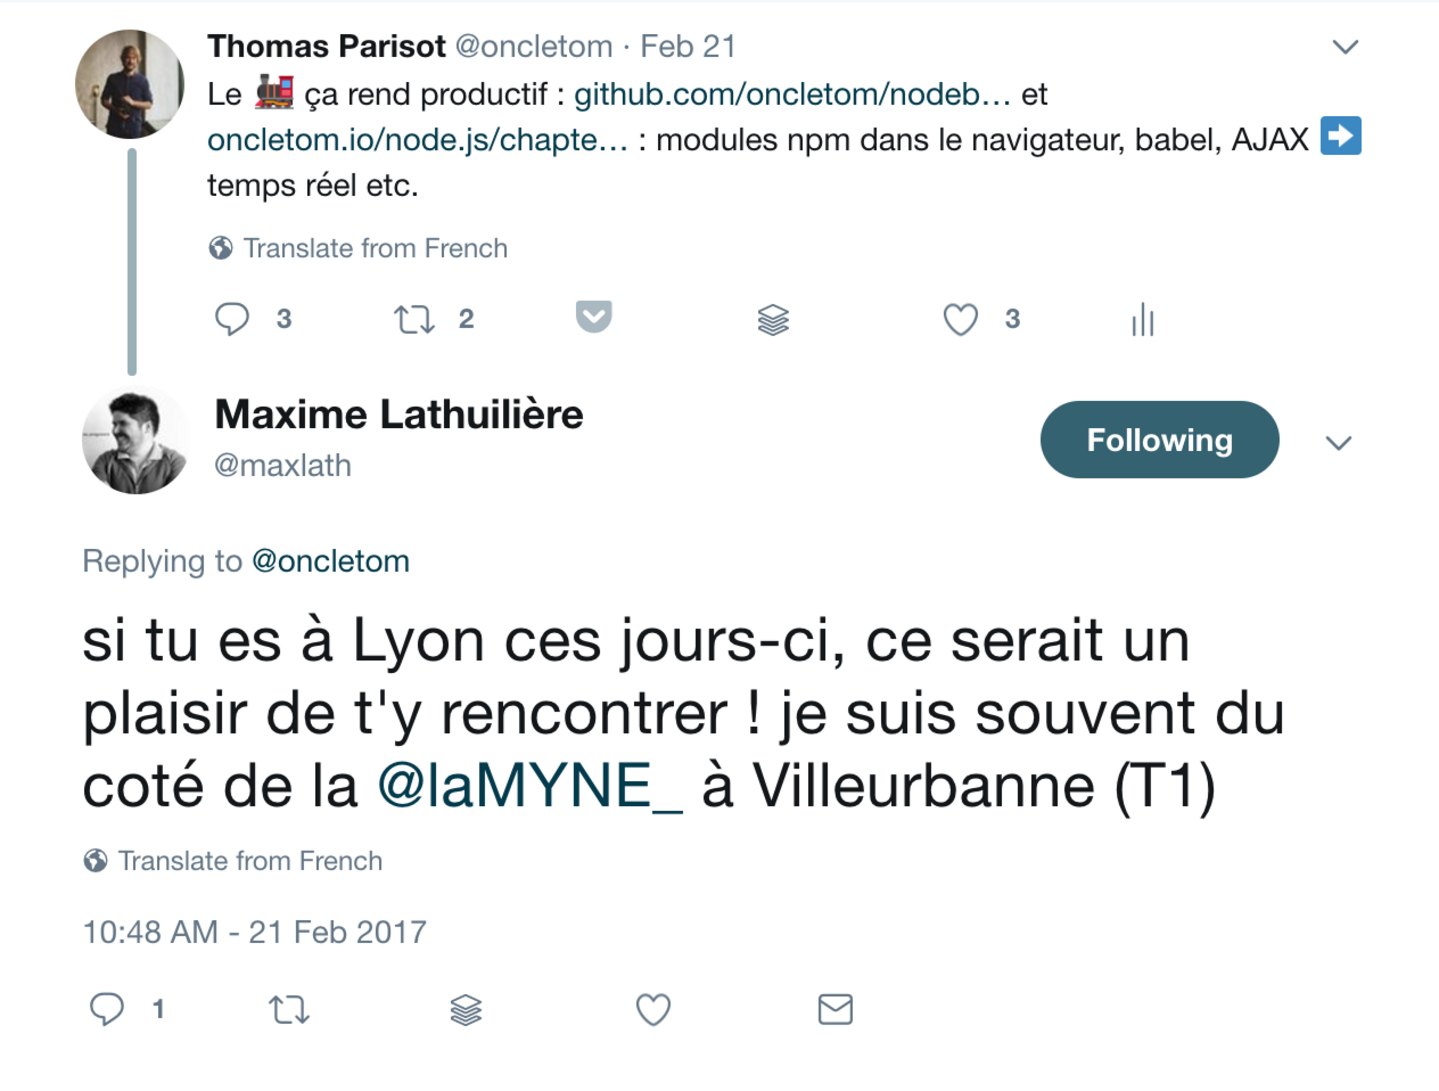 Thomas Parisot @oncletom · Feb 21
Le 🚂 ça rend productif : github.com/oncletom/nodeb… et
oncletom.io/node.js/chapte… : modules npm dans le navigateur, babel, AJAX ➡️
temps réel etc.
Translate from French
3 2 3
Maxime Lathuilière
@maxlath
Following
Replying to @oncletom
si tu es à Lyon ces jours-ci, ce serait un
plaisir de t'y rencontrer ! je suis souvent du
coté de la @laMYNE_ à Villeurbanne (T1)
Translate from French
10:48 AM - 21 Feb 2017
1